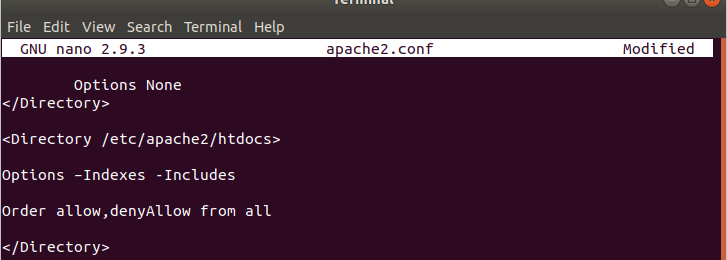 Terminal
File Edit View Search Terminal Help
GNU nano 2.9.3 apache2.conf Modified
Options None
</Directory>
<Directory /etc/apache2/htdocs>
Options –Indexes -Includes
Order allow,denyAllow from all
</Directory>